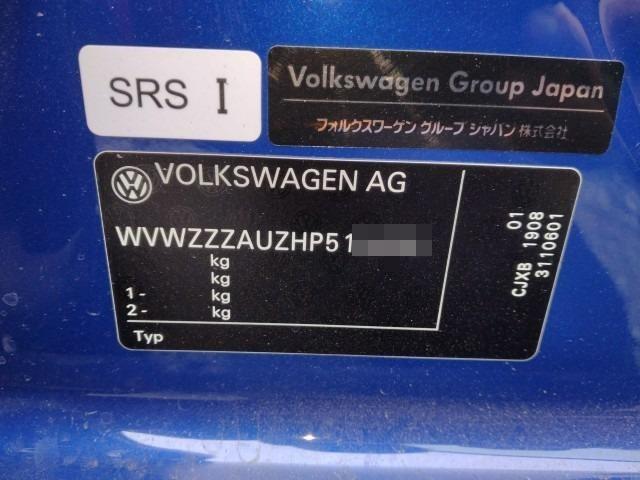 SRS I
Volkswagen Group Japan
フォルクスワーゲン グループ ジャパン 株式会社
VOLKSWAGEN AG
WVWZZZAUZHP51
kg
kg
1 - kg
2 - kg
Typ
01
CJXB 1908
3110601